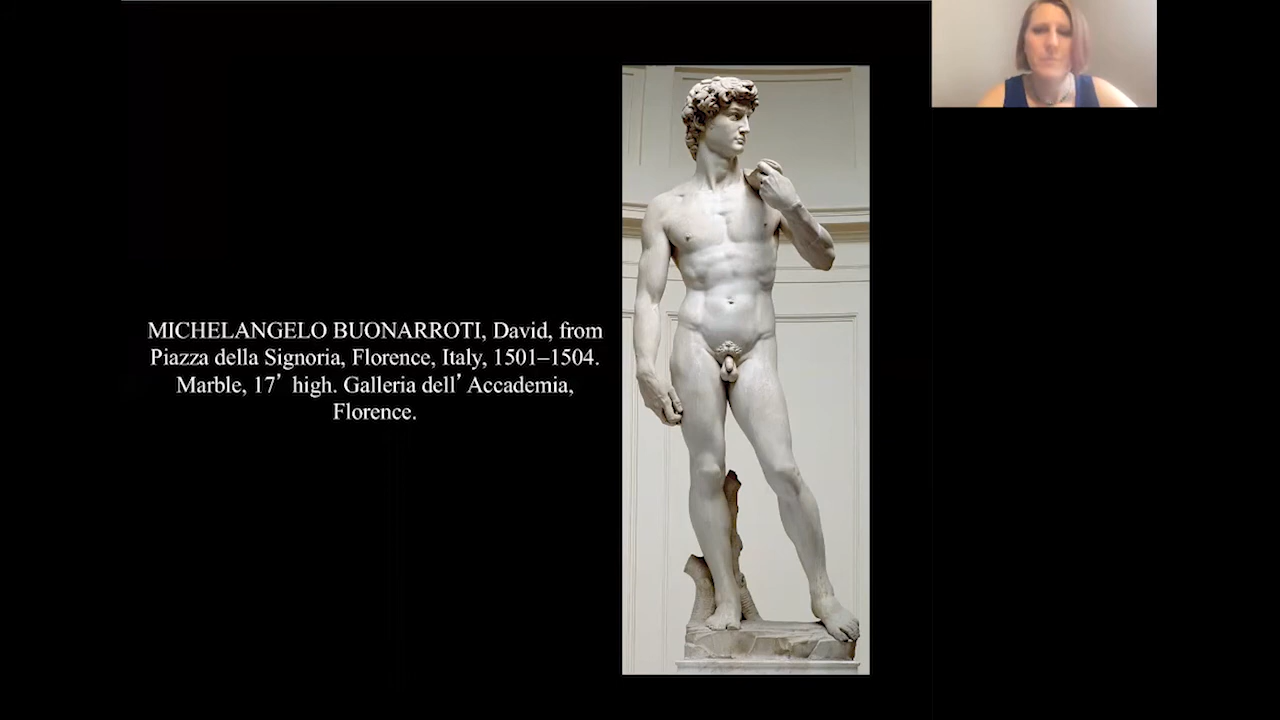 MICHELANGELO BUONARROTI, David, from
Piazza della Signoria, Florence, Italy, 1501–1504.
Marble, 17’ high. Galleria dell’ Accademia,
Florence.